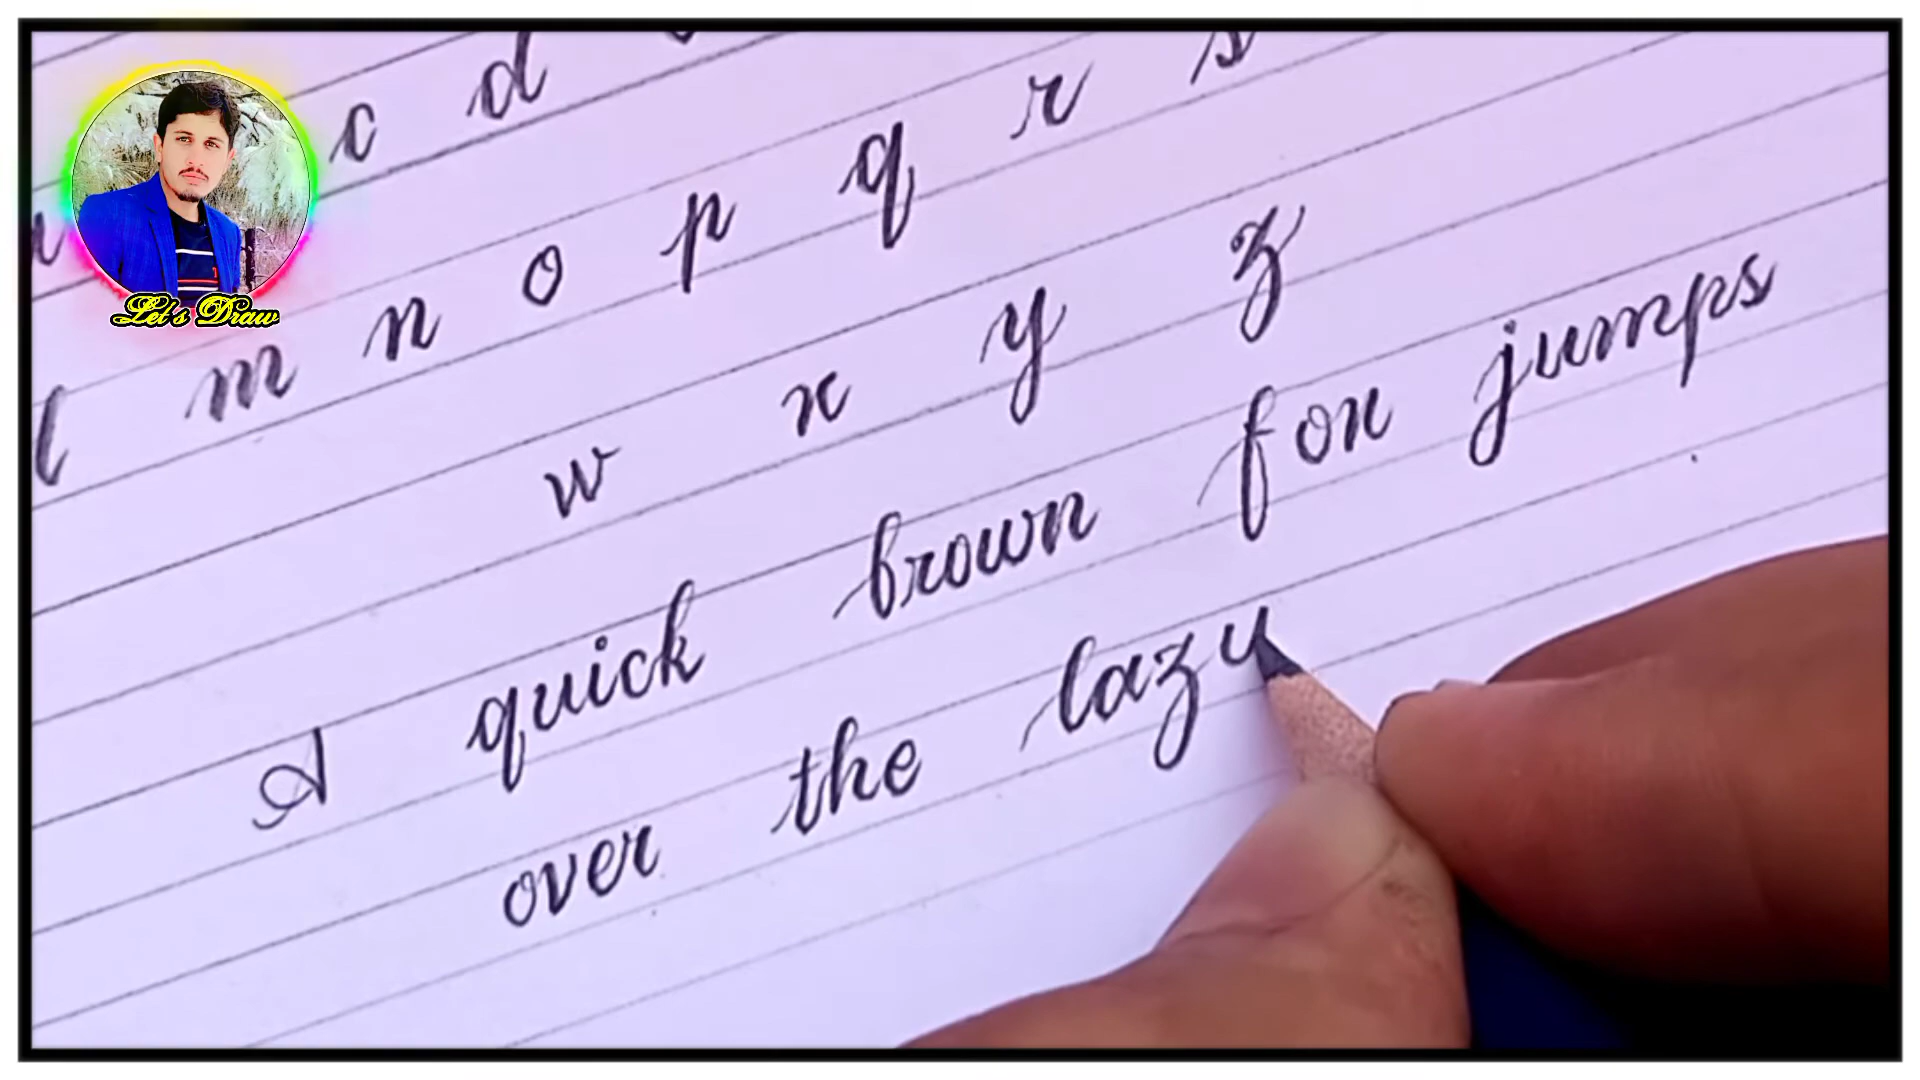 Let's Draw
c d
l m n o p q r s
w x y z
A quick brown fox jumps
over the lazy